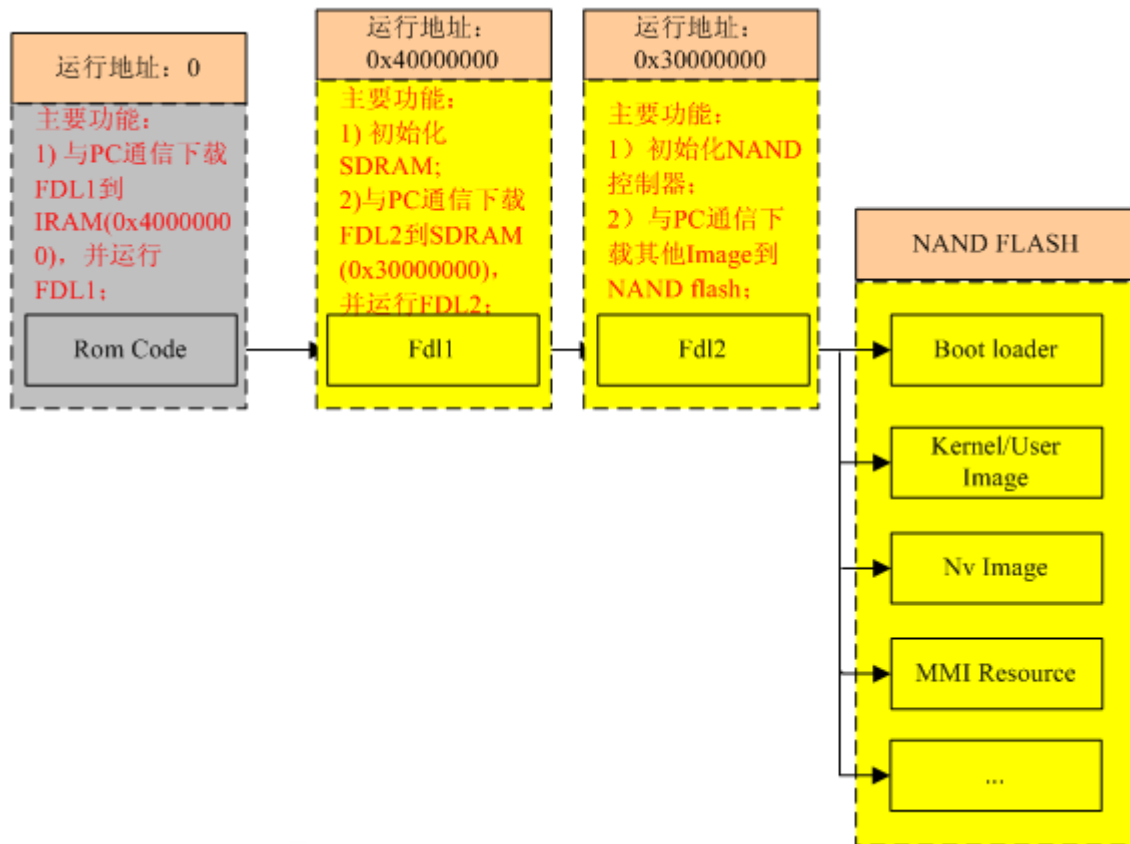 运行地址：0
主要功能：
1) 与PC通信下载
FDL1到
IRAM(0x4000000
0)，并运行
FDL1；
Rom Code
运行地址：
0x40000000
主要功能：
1) 初始化
SDRAM;
2)与PC通信下载
FDL2到SDRAM
(0x30000000)，
并运行FDL2；
Fdl1
运行地址：
0x30000000
主要功能；
1）初始化NAND
控制器；
2）与PC通信下
载其他Image到
NAND flash；
Fdl2
NAND FLASH
Boot loader
Kernel/User
Image
Nv Image
MMI Resource
...